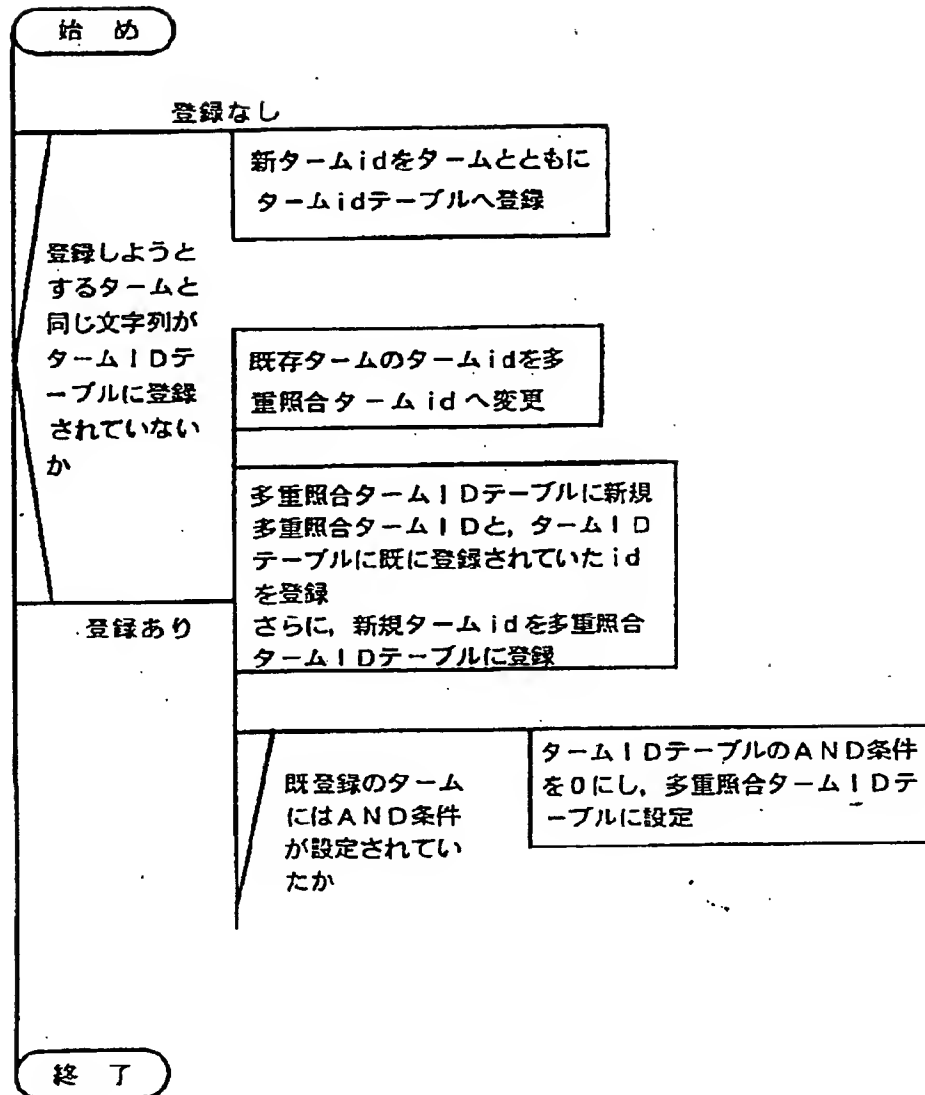 始 め
登録なし
新タームidをタームとともに
タームidテーブルへ登録
登録しようと
するタームと
同じ文字列が
タームIDテ
ーブルに登録
されていない
か
既存タームのタームidを多
重照合タームidへ変更
多重照合タームIDテーブルに新規
多重照合タームIDと,タームID
テーブルに既に登録されていたid
を登録
さらに,新規タームidを多重照合
タームIDテーブルに登録
登録あり
既登録のターム
にはAND条件
が設定されてい
たか
タームIDテーブルのAND条件
を0にし,多重照合タームIDテ
ーブルに設定
終 了